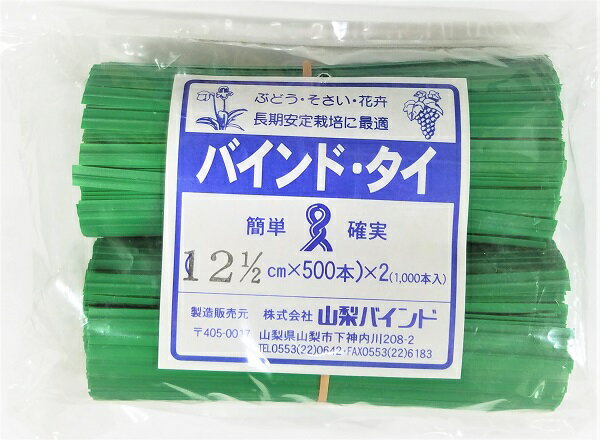 ぶどう・そさい・花卉
長期安定栽培に最適
バインド・タイ
簡単 確実
12½cm×500本)×2(1,000本入)
製造販売元 株式会社 山梨バインド
〒405-0017 山梨県山梨市下神内川208-2
TEL0553(22)0642・FAX0553(22)6183